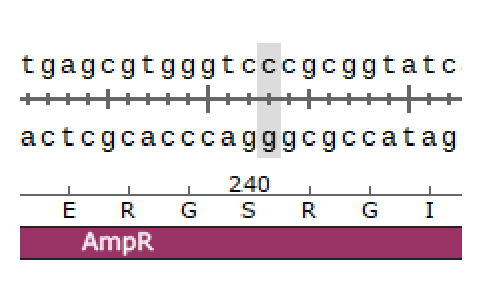 tgagcgtgggtcccgcggtatc
actcgcacccagggcgccatag
240
E R G S R G I
AmpR